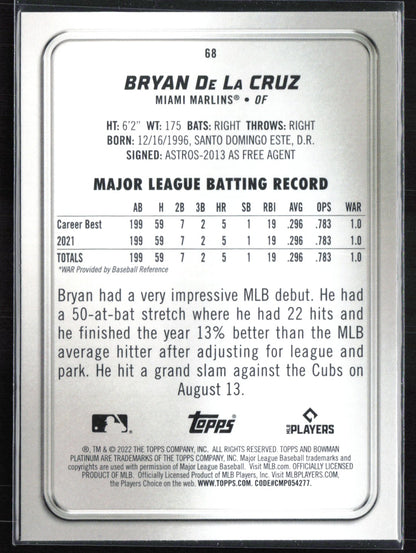 68
BRYAN DE LA CRUZ
MIAMI MARLINS® • OF
HT: 6'2" WT: 175 BATS: RIGHT THROWS: RIGHT
BORN: 12/16/1996, SANTO DOMINGO ESTE, D.R.
SIGNED: ASTROS-2013 AS FREE AGENT
MAJOR LEAGUE BATTING RECORD
AB H 2B 3B HR SB RBI AVG OPS WAR
Career Best 199 59 7 2 5 1 19 .296 .783 1.0
2021 199 59 7 2 5 1 19 .296 .783 1.0
TOTALS 199 59 7 2 5 1 19 .296 .783 1.0
*WAR Provided by Baseball Reference
Bryan had a very impressive MLB debut. He had
a 50-at-bat stretch where he had 22 hits and
he finished the year 13% better than the MLB
average hitter after adjusting for league and
park. He hit a grand slam against the Cubs on
August 13.
topps
MLB PLAYERS
®, TM & © 2022 THE TOPPS COMPANY, INC. ALL RIGHTS RESERVED. TOPPS AND BOWMAN
PLATINUM ARE TRADEMARKS OF THE TOPPS COMPANY, INC. Major League Baseball trademarks and
copyrights are used with permission of Major League Baseball. Visit MLB.com. OFFICIALLY LICENSED
PRODUCT OF MLB. Officially Licensed Product of MLB Players, Inc. Visit MLBPLAYERS.com,
the Players Choice on the web. WWW.TOPPS.COM. CODE#CMP054277.